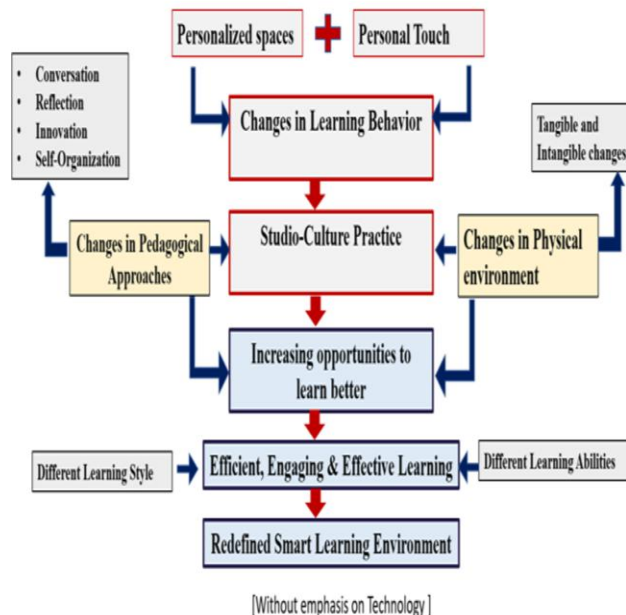 Personalized spaces
Personal Touch
• Conversation
• Reflection
• Innovation
• Self-Organization
Changes in Learning Behavior
Tangible and
Intangible changes
Changes in Pedagogical
Approaches
Studio-Culture Practice
Changes in Physical
environment
Increasing opportunities to
learn better
Different Learning Style
Efficient, Engaging & Effective Learning
Different Learning Abilities
Redefined Smart Learning Environment
[Without emphasis on Technology ]